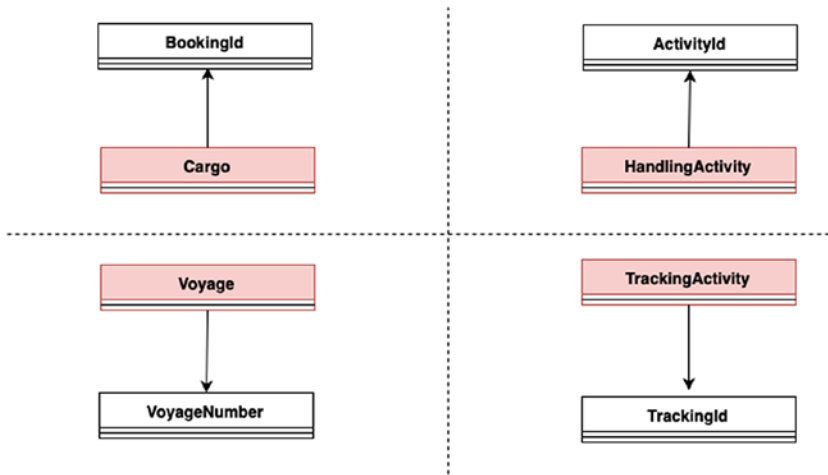 BookingId
ActivityId
Cargo
HandlingActivity
Voyage
TrackingActivity
VoyageNumber
TrackingId